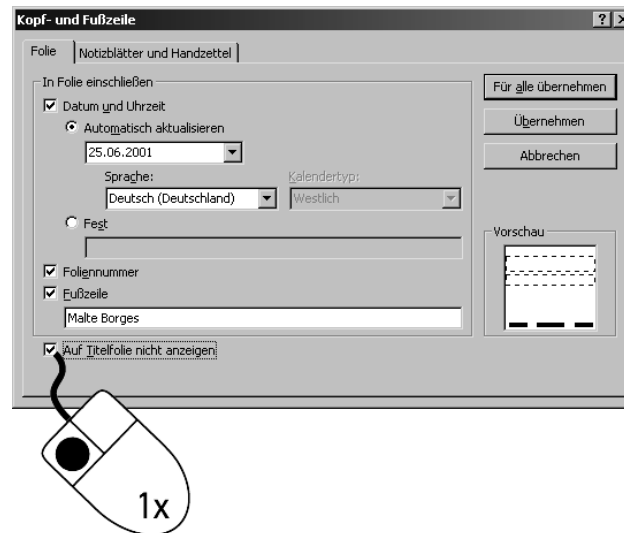 Kopf- und Fußzeile
Folie
Notizblätter und Handzettel
In Folie einschließen
Datum und Uhrzeit
Automatisch aktualisieren
25.06.2001
Sprache:
Kalendertyp:
Deutsch (Deutschland)
Westlich
Fest
Foliennummer
Fußzeile
Malte Borges
Auf Titelfolie nicht anzeigen
Für alle übernehmen
Übernehmen
Abbrechen
Vorschau
1x